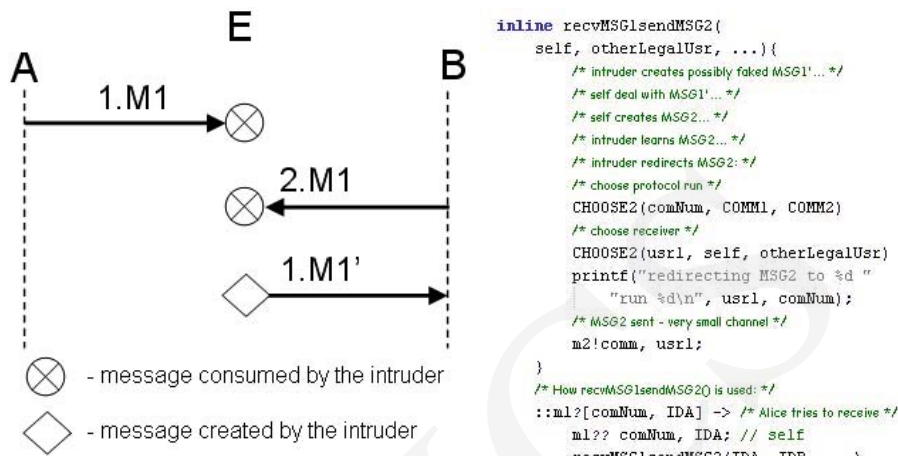 E
A
B
1.M1
2.M1
1.M1’
- message consumed by the intruder
- message created by the intruder
inline recvMSG1sendMSG2(
self, otherLegalUsr, ...){
/* intruder creates possibly faked MSG1'... */
/* self deal with MSG1'... */
/* self creates MSG2... */
/* intruder learns MSG2... */
/* intruder redirects MSG2: */
/* choose protocol run */
CHOOSE2(comNum, COMM1, COMM2)
/* choose receiver */
CHOOSE2(usr1, self, otherLegalUsr)
printf("redirecting MSG2 to %d "
"run %d\n", usr1, comNum);
/* MSG2 sent - very small channel */
m2!comm, usr1;
}
/* How recvMSG1sendMSG2() is used: */
::m1?[comNum, IDA] -> /* Alice tries to receive */
m1?? comNum, IDA; // self
recvMSG1sendMSG2(IDA, IDB, ...)